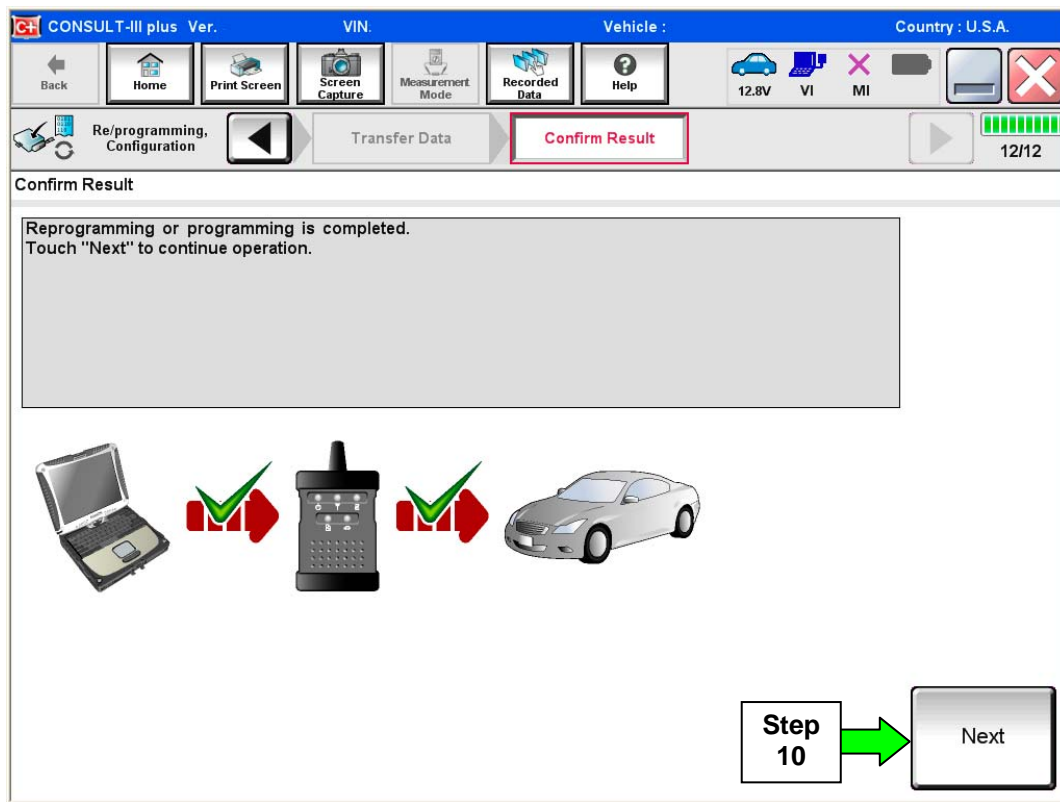 C+ CONSULT-III plus Ver. VIN: Vehicle : Country : U.S.A.
Back
Home
Print Screen
Screen
Capture
Measurement
Mode
Recorded
Data
Help
12.8V
VI
MI
Re/programming,
Configuration
Transfer Data
Confirm Result
12/12
Confirm Result
Reprogramming or programming is completed.
Touch "Next" to continue operation.
Step
10
Next